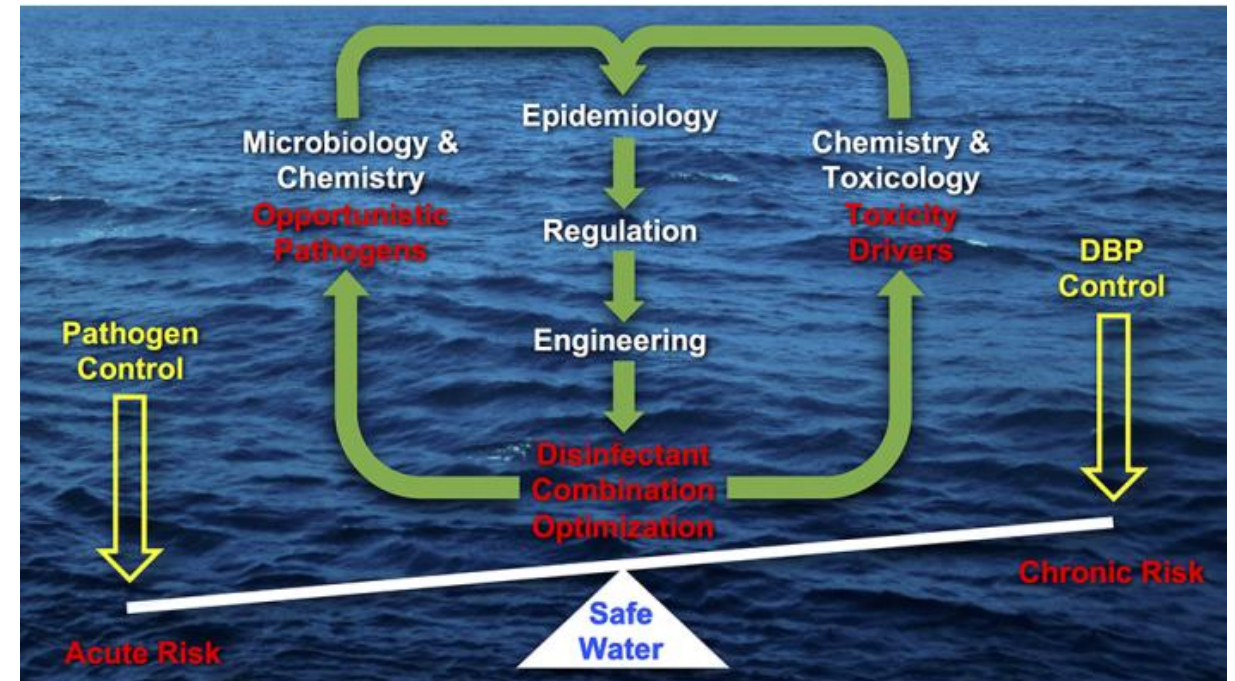 Epidemiology
Microbiology &
Chemistry
Opportunistic
Pathogens
Chemistry &
Toxicology
Toxicity
Drivers
Regulation
DBP
Control
Pathogen
Control
Engineering
Disinfectant
Combination
Optimization
Chronic Risk
Safe
Water
Acute Risk